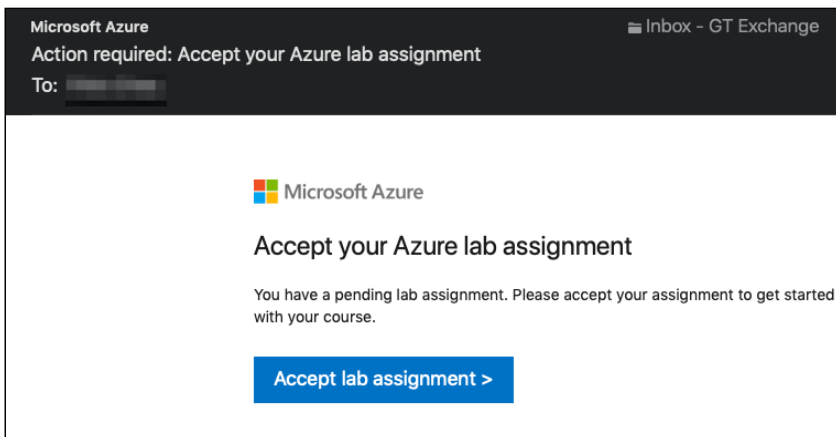 Microsoft Azure
Inbox - GT Exchange
Action required: Accept your Azure lab assignment
To:
Microsoft Azure
Accept your Azure lab assignment
You have a pending lab assignment. Please accept your assignment to get started
with your course.
Accept lab assignment >